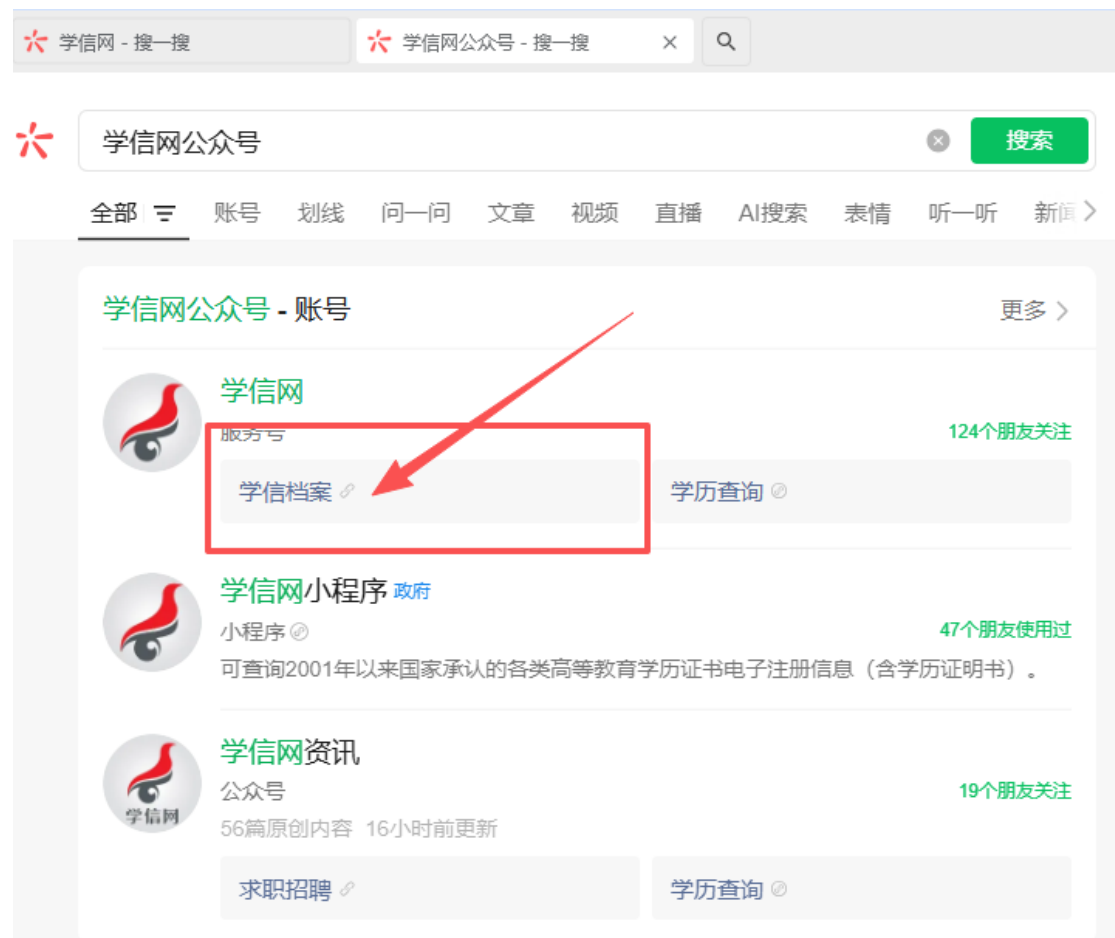 学信网 - 搜一搜
学信网公众号 - 搜一搜
学信网公众号
搜索
全部 账号 划线 问一问 文章 视频 直播 AI搜索 表情 听一听 新闻
学信网公众号 - 账号
更多
学信网
服务号
124个朋友关注
学信档案
学历查询
学信网小程序 政府
小程序
47个朋友使用过
可查询2001年以来国家承认的各类高等教育学历证书电子注册信息（含学历证明书）。
学信网
学信网资讯
公众号
19个朋友关注
56篇原创内容 16小时前更新
求职招聘
学历查询